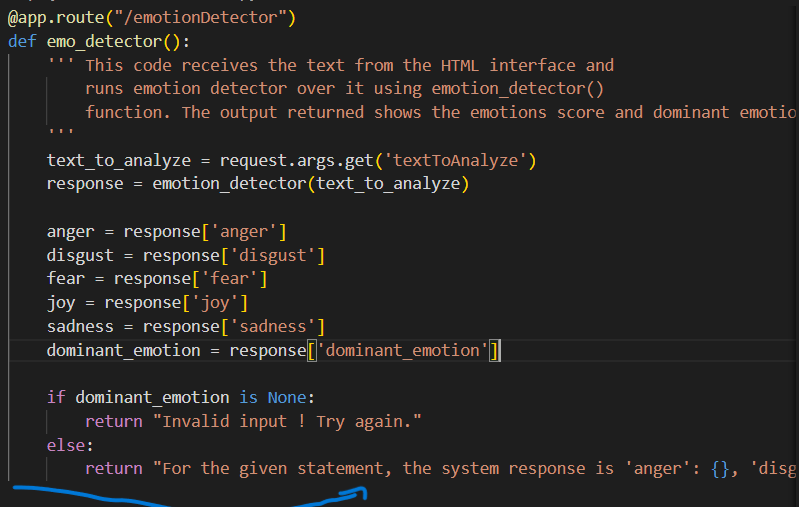 @app.route("/emotionDetector")
def emo_detector():
    ''' This code receives the text from the HTML interface and
        runs emotion detector over it using emotion_detector()
        function. The output returned shows the emotions score and dominant
    '''
    text_to_analyze = request.args.get('textToAnalyze')
    response = emotion_detector(text_to_analyze)
    anger = response['anger']
    disgust = response['disgust']
    fear = response['fear']
    joy = response['joy']
    sadness = response['sadness']
    dominant_emotion = response['dominant_emotion']
    if dominant_emotion is None:
        return "Invalid input ! Try again."
    else:
        return "For the given statement, the system response is 'anger': {},